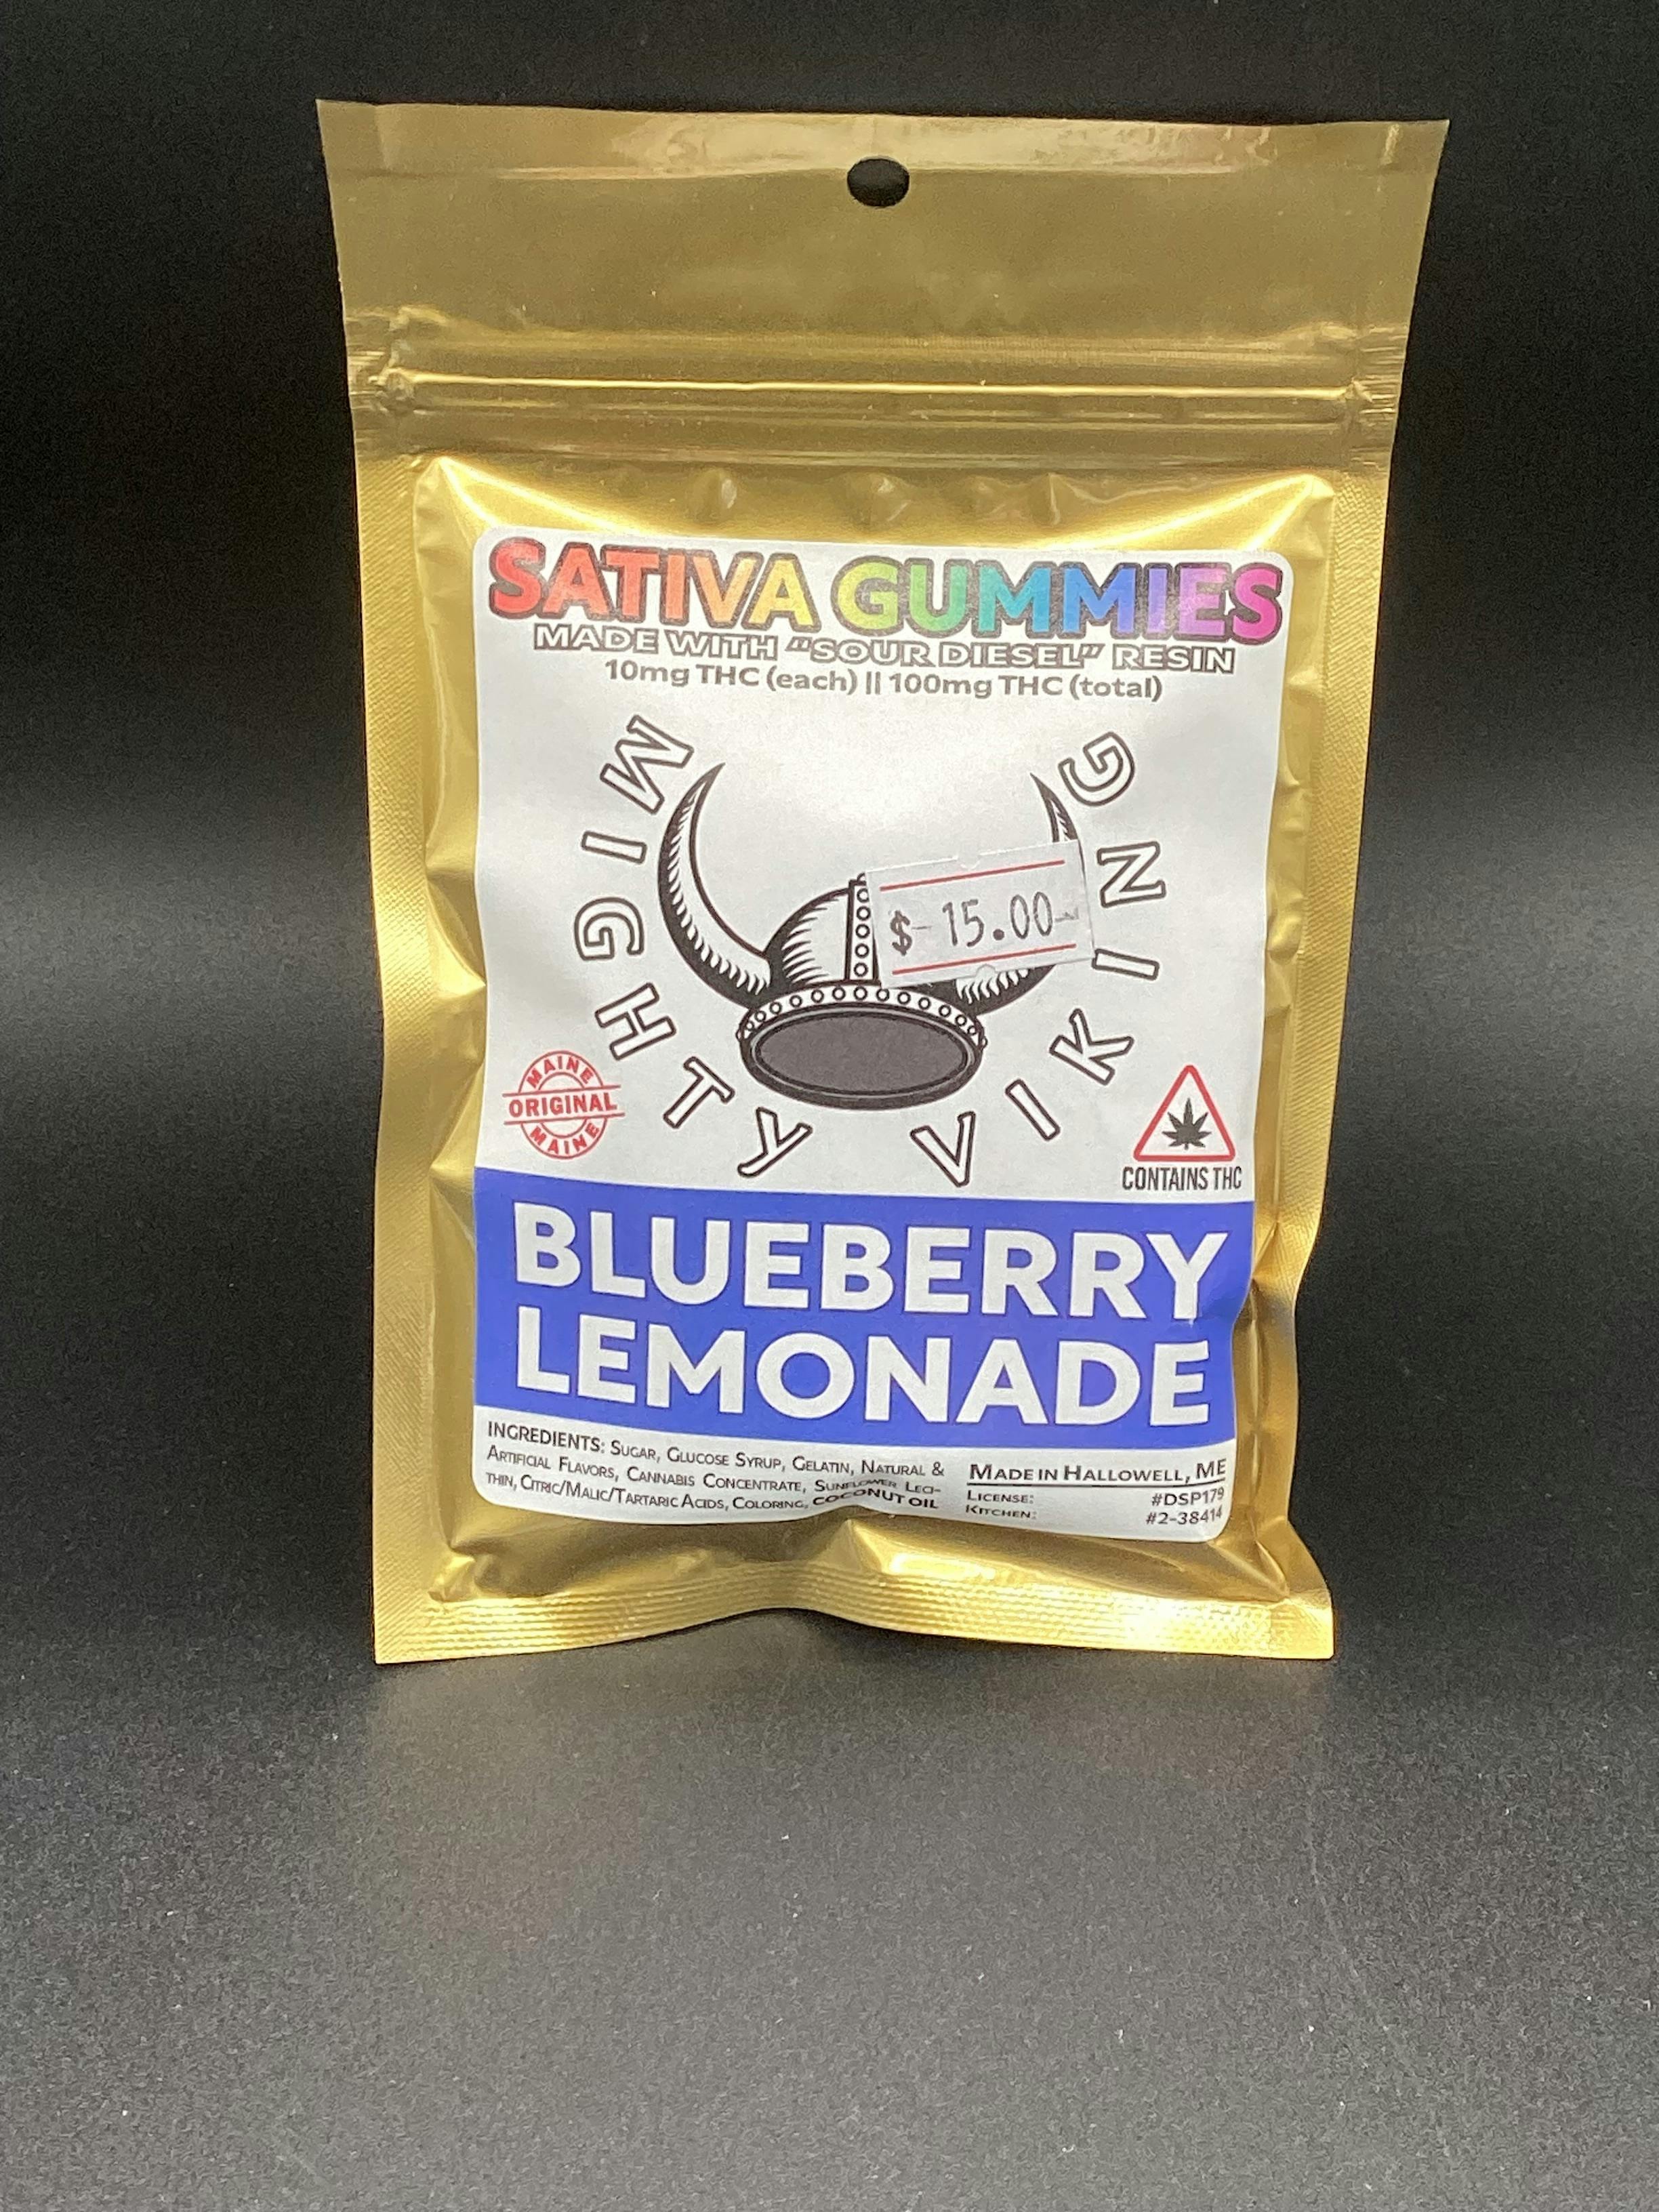 SATIVA GUMMIES
MADE WITH "SOUR DIESEL" RESIN
10mg THC (each) || 100mg THC (total)
MIGHTY VIKING
$-15.00-
MAINE
ORIGINAL
MAINE
CONTAINS THC
BLUEBERRY
LEMONADE
INGREDIENTS: SUGAR, GLUCOSE SYRUP, GELATIN, NATURAL &
ARTIFICIAL FLAVORS, CANNABIS CONCENTRATE, SUNFLOWER LECI-
THIN, CITRIC/MALIC/TARTARIC ACIDS, COLORING, COCONUT OIL
MADE IN HALLOWELL, ME
LICENSE: #DSP179
KITCHEN: #2-38414